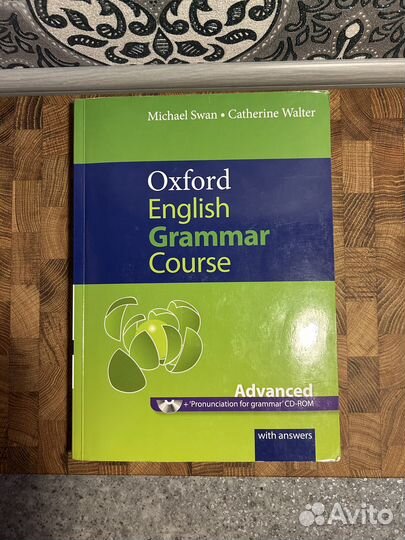 Michael Swan • Catherine Walter
Oxford
English
Grammar
Course
Advanced
+ 'Pronunciation for grammar' CD-ROM
with answers
Avito